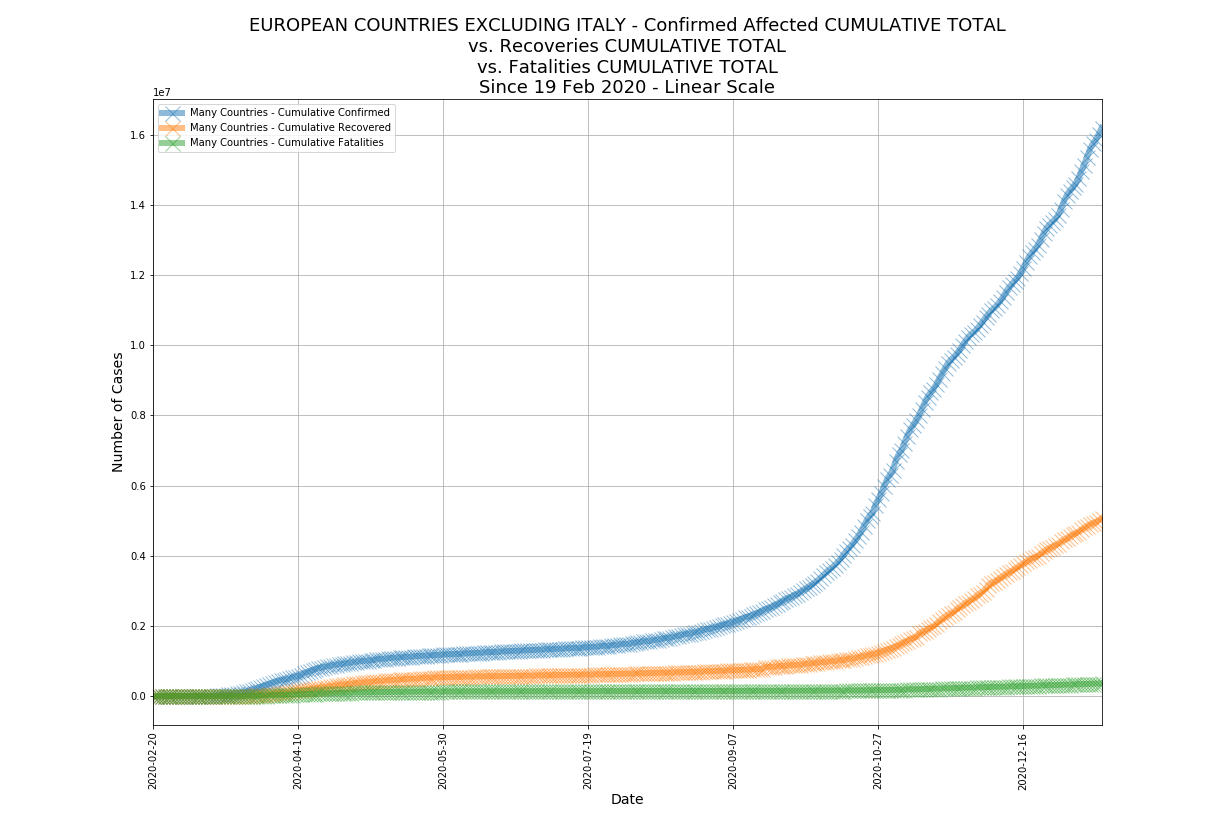 EUROPEAN COUNTRIES EXCLUDING ITALY - Confirmed Affected CUMULATIVE TOTAL
vs. Recoveries CUMULATIVE TOTAL
vs. Fatalities CUMULATIVE TOTAL
Since 19 Feb 2020 - Linear Scale
1e7
Many Countries - Cumulative Confirmed
Many Countries - Cumulative Recovered
Many Countries - Cumulative Fatalities
1.6
1.4
1.2
1.0
0.8
0.6
0.4
0.2
0.0
Number of Cases
2020-02-20
2020-04-10
2020-05-30
2020-07-19
2020-09-07
2020-10-27
2020-12-16
Date